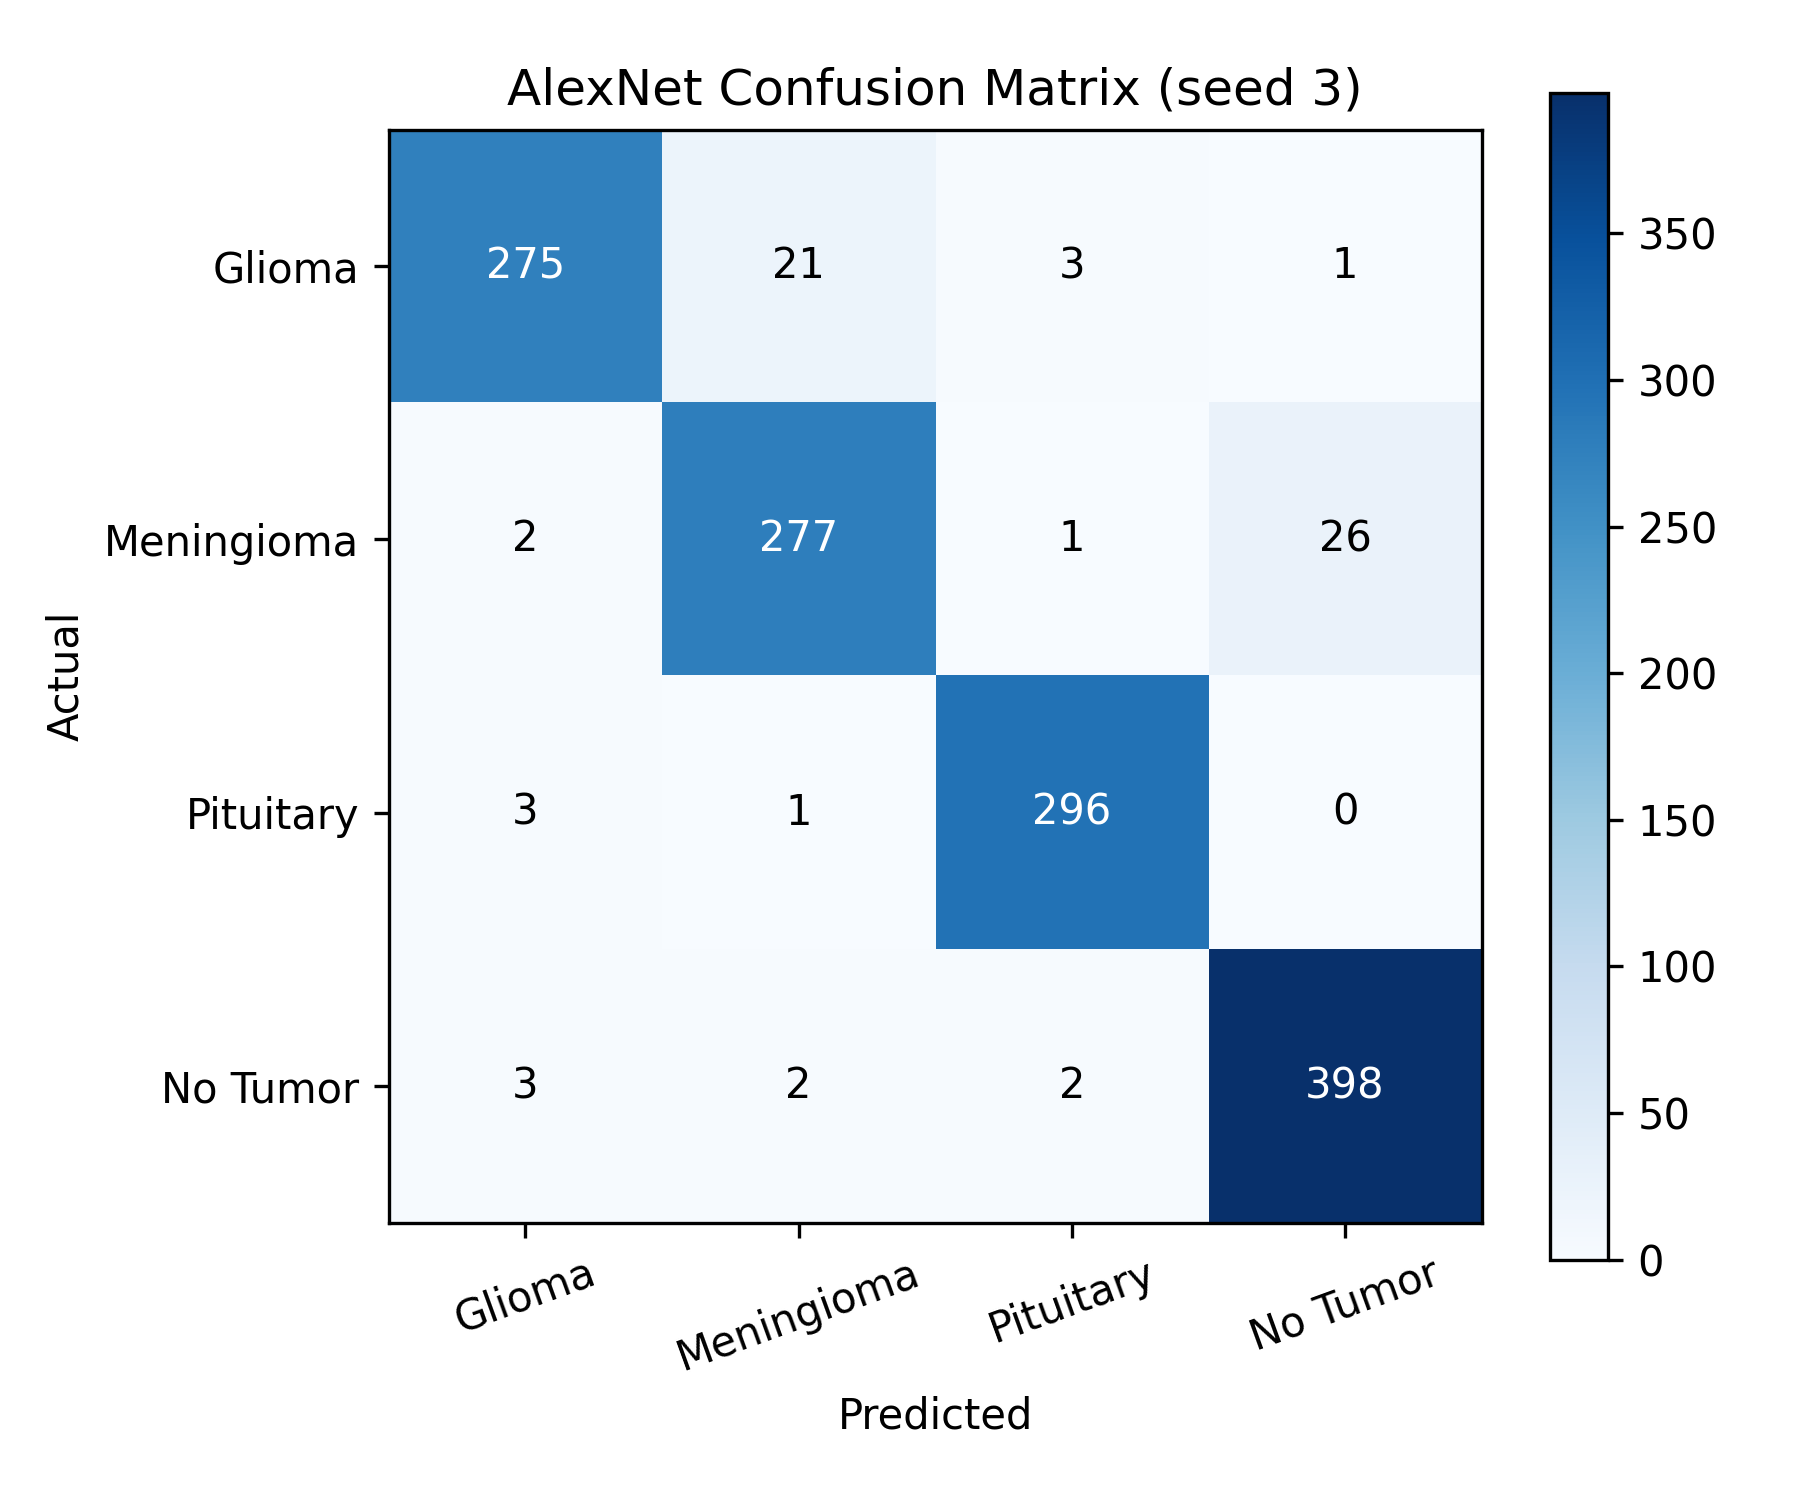 AlexNet Confusion Matrix (seed 3)
Glioma 275 21 3 1
Meningioma 2 277 1 26
Pituitary 3 1 296 0
No Tumor 3 2 2 398
Actual
Glioma Meningioma Pituitary No Tumor
Predicted
350
300
250
200
150
100
50
0